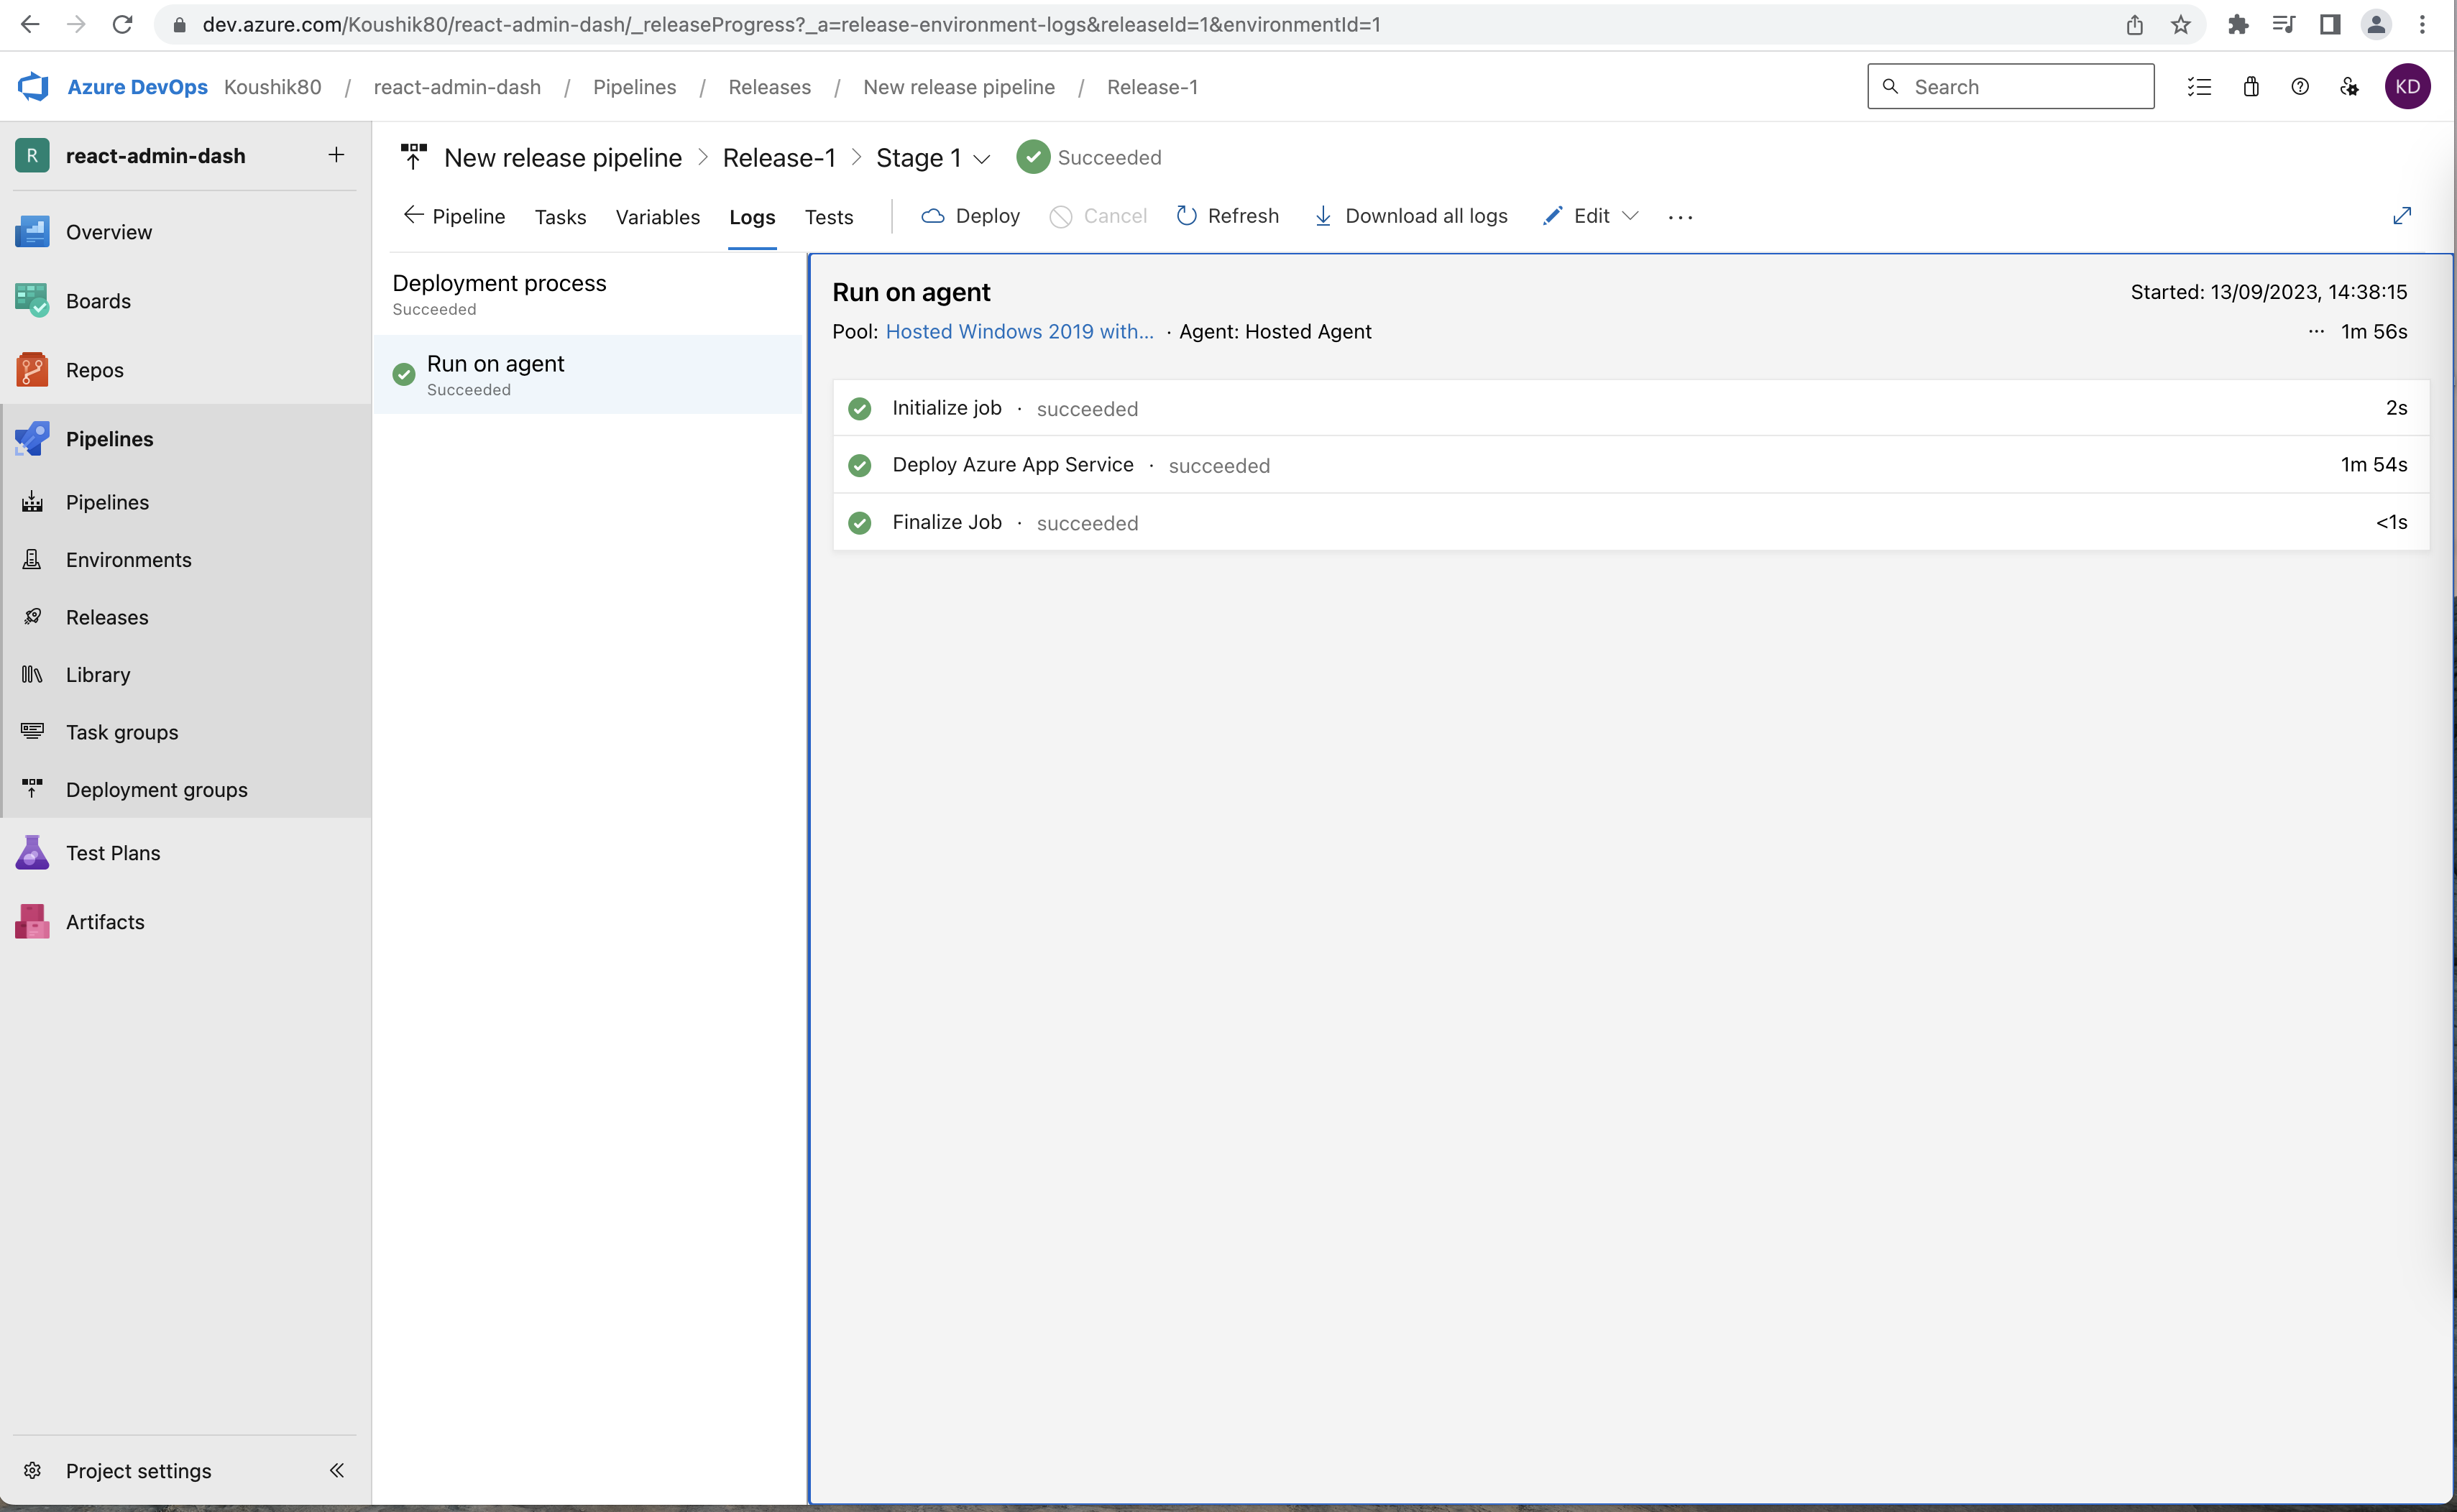 dev.azure.com/Koushik80/react-admin-dash/_releaseProgress?_a=release-environment-logs&releaseId=1&environmentId=1
Azure DevOps Koushik80 / react-admin-dash / Pipelines / Releases / New release pipeline / Release-1 Search KD
R react-admin-dash
Overview
Boards
Repos
Pipelines
Pipelines
Environments
Releases
Library
Task groups
Deployment groups
Test Plans
Artifacts
Project settings
New release pipeline > Release-1 > Stage 1 Succeeded
Pipeline Tasks Variables Logs Tests Deploy Cancel Refresh Download all logs Edit ...
Deployment process
Succeeded
Run on agent
Succeeded
Run on agent Started: 13/09/2023, 14:38:15
Pool: Hosted Windows 2019 with... · Agent: Hosted Agent ... 1m 56s
Initialize job · succeeded 2s
Deploy Azure App Service · succeeded 1m 54s
Finalize Job · succeeded <1s